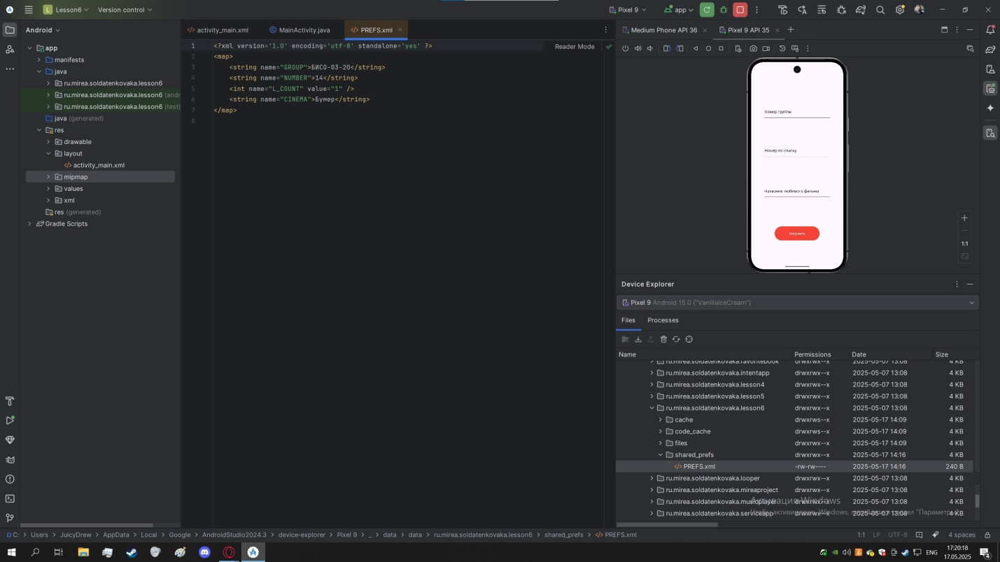 Lesson6
Version control
Pixel 9
app
Android
activity_main.xml
MainActivity.java
PREFS.xml
Medium Phone API 36
Pixel 9 API 35
app
manifests
java
ru.mirea.soldatenkovaka.lesson6
ru.mirea.soldatenkovaka.lesson6 (andr
ru.mirea.soldatenkovaka.lesson6 (test)
java (generated)
res
drawable
layout
activity_main.xml
mipmap
values
xml
res (generated)
Gradle Scripts
Reader Mode
1 <?xml version='1.0' encoding='utf-8' standalone='yes' ?>
2 <map>
3 <string name="GROUP">БИСО-03-20</string>
4 <string name="NUMBER">14</string>
5 <int name="L_COUNT" value="1" />
6 <string name="CINEMA">Бумер</string>
7 </map>
8
Номер группы
Номер по списку
Название любимого фильма
Сохранить
1:1
Device Explorer
Pixel 9 Android 15.0 ("VanillaIceCream")
Files Processes
Name Permissions Date Size
ru.mirea.soldatenkovaka.favoritebook drwxrwx--x 2025-05-07 13:08 4 KB
ru.mirea.soldatenkovaka.intentapp drwxrwx--x 2025-05-07 13:08 4 KB
ru.mirea.soldatenkovaka.lesson4 drwxrwx--x 2025-05-07 13:08 4 KB
ru.mirea.soldatenkovaka.lesson5 drwxrwx--x 2025-05-07 13:08 4 KB
ru.mirea.soldatenkovaka.lesson6 drwxrwx--x 2025-05-07 13:08 4 KB
cache drwxrws--x 2025-05-17 14:09 4 KB
code_cache drwxrws--x 2025-05-17 14:09 4 KB
files drwxrwx--x 2025-05-17 14:09 4 KB
shared_prefs drwxrwx--x 2025-05-17 14:16 4 KB
PREFS.xml -rw-rw---- 2025-05-17 14:16 240 B
ru.mirea.soldatenkovaka.looper drwxrwx--x 2025-05-07 13:08 4 KB
ru.mirea.soldatenkovaka.mireaproject drwxrwx--x 2025-05-07 13:08 4 KB
ru.mirea.soldatenkovaka.musicplayer drwxrwx--x 2025-05-07 13:08 4 KB
ru.mirea.soldatenkovaka.serviceapp drwxrwx--x 2025-05-07 13:08 4 KB
Активация Windows
Чтобы активировать Windows, перейдите в раздел "Параметры".
C: Users JuicyDrew AppData Local Google AndroidStudio2024.3 device-explorer Pixel 9 _ data data ru.mirea.soldatenkovaka.lesson6 shared_prefs PREFS.xml
1:1 LF UTF-8 4 spaces
ENG
17:20:18
17.05.2025
4